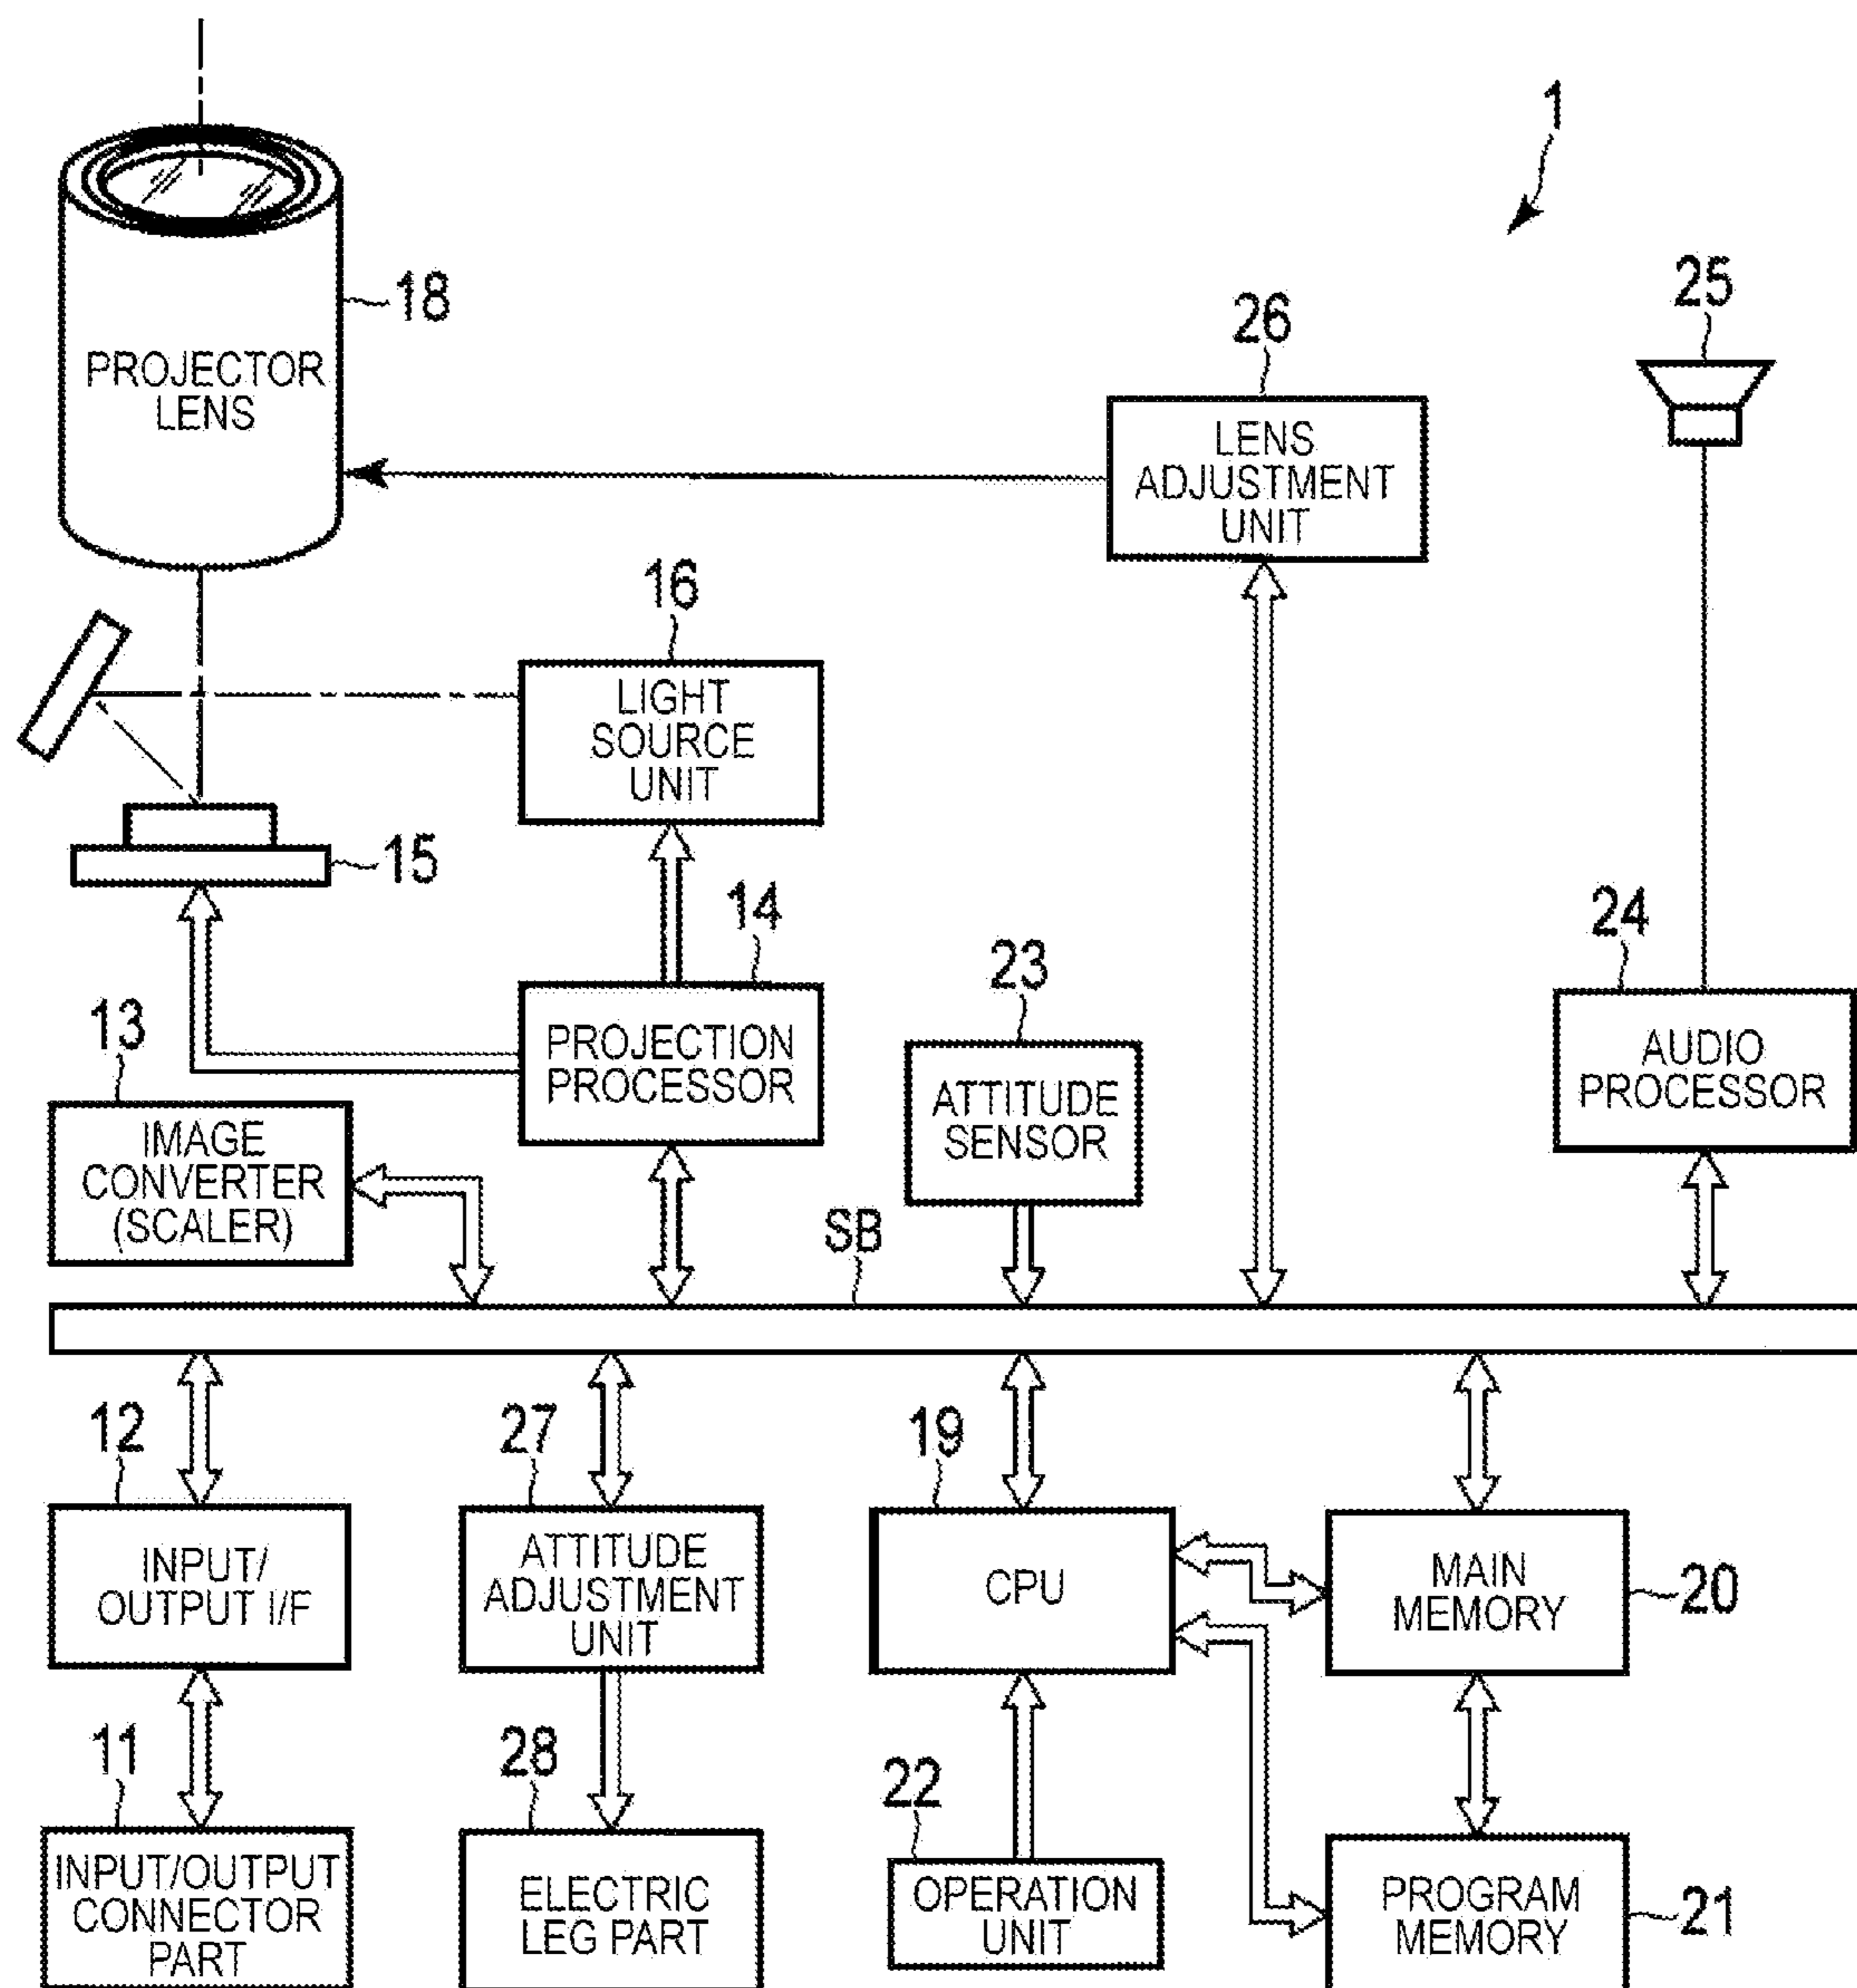 1
18
PROJECTOR
LENS
26
LENS
ADJUSTMENT
UNIT
25
16
LIGHT
SOURCE
UNIT
15
14
PROJECTION
PROCESSOR
23
ATTITUDE
SENSOR
24
AUDIO
PROCESSOR
13
IMAGE
CONVERTER
(SCALER)
SB
12
INPUT/
OUTPUT I/F
27
ATTITUDE
ADJUSTMENT
UNIT
19
CPU
MAIN
MEMORY
20
11
INPUT/OUTPUT
CONNECTOR
PART
28
ELECTRIC
LEG PART
22
OPERATION
UNIT
PROGRAM
MEMORY
21